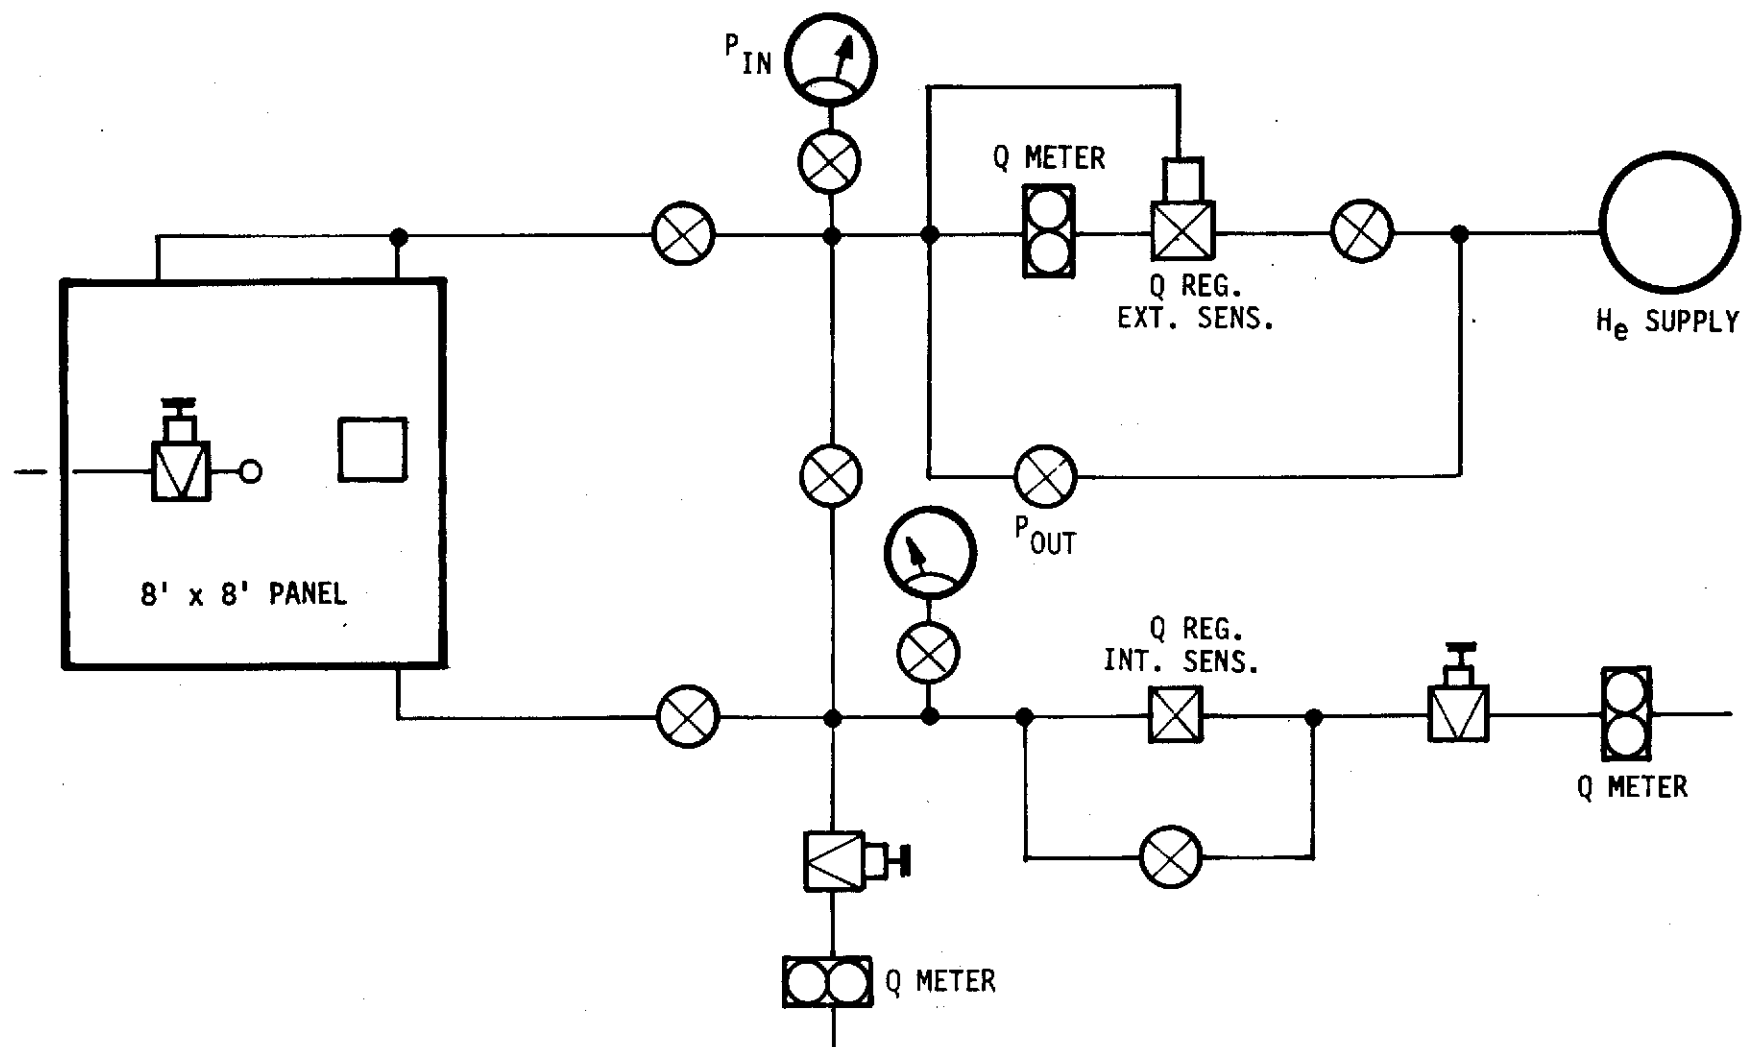 P IN
Q METER
Q REG.
EXT. SENS.
He SUPPLY
P OUT
8' x 8' PANEL
Q REG.
INT. SENS.
Q METER
Q METER